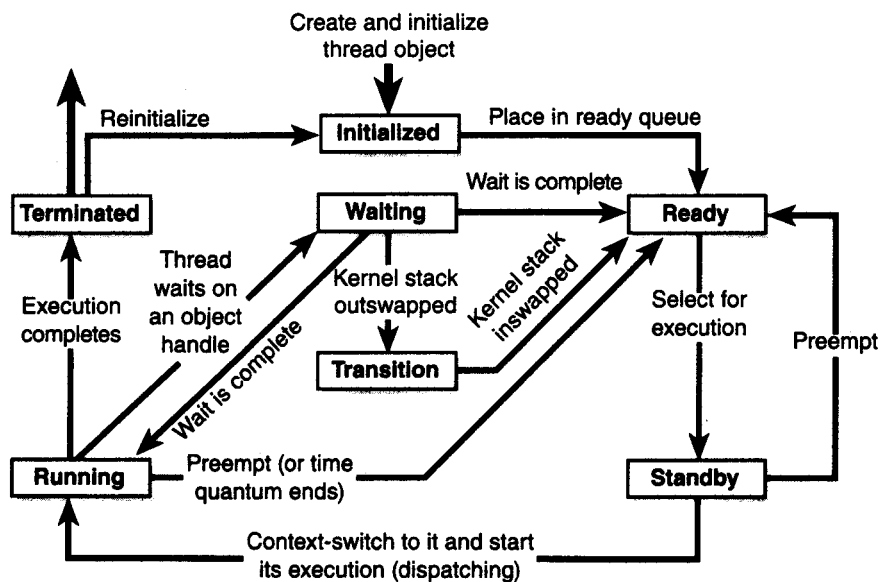 Create and initialize
thread object
Reinitialize
Initialized
Place in ready queue
Wait is complete
Terminated
Waiting
Ready
Thread
waits on
an object
handle
Kernel stack
outswapped
Kernel stack
inswapped
Select for
execution
Execution
completes
Preempt
Wait is complete
Transition
Running
Preempt (or time
quantum ends)
Standby
Context-switch to it and start
its execution (dispatching)